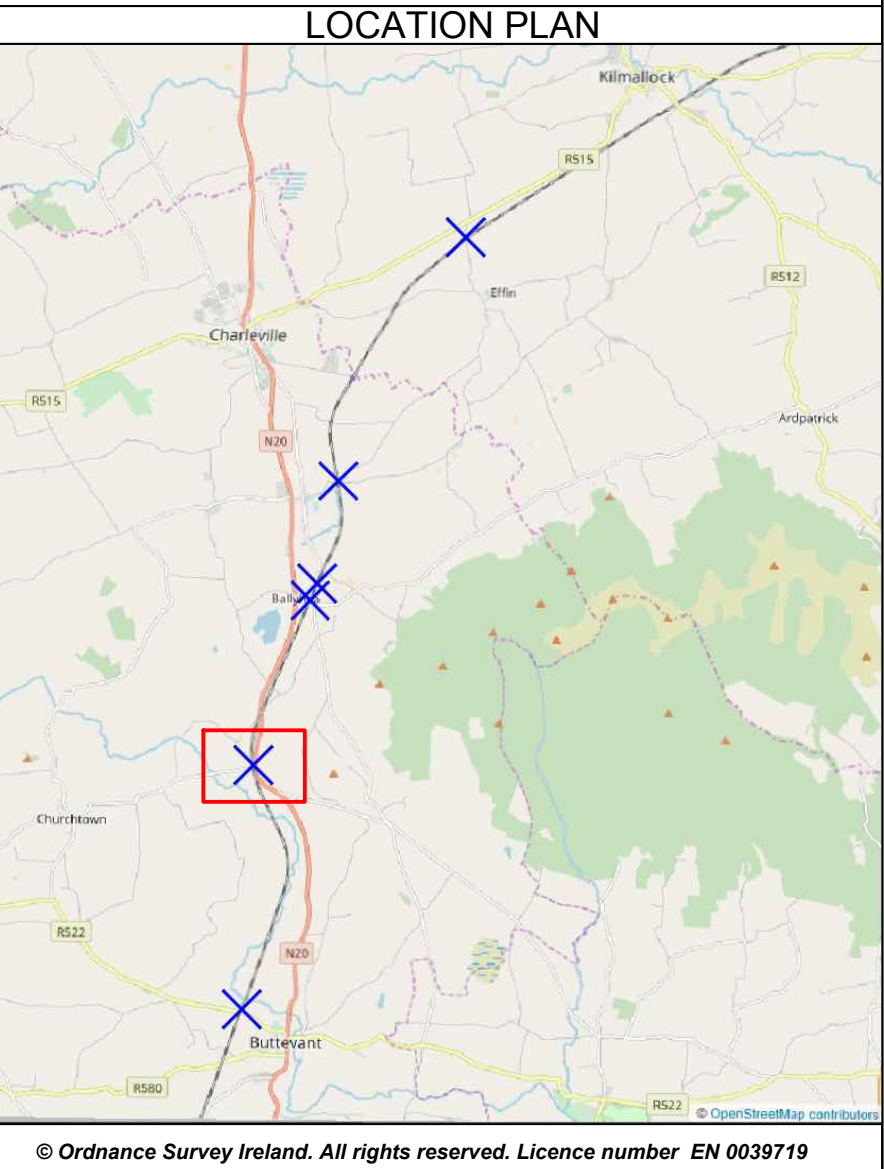 LOCATION PLAN
Kilmallock
R515
R512
Effin
Charleville
R515
Ardpatrick
N20
Churchtown
R522
N20
Buttevant
R580
R522
© OpenStreetMap contributors
© Ordnance Survey Ireland. All rights reserved. Licence number EN 0039719